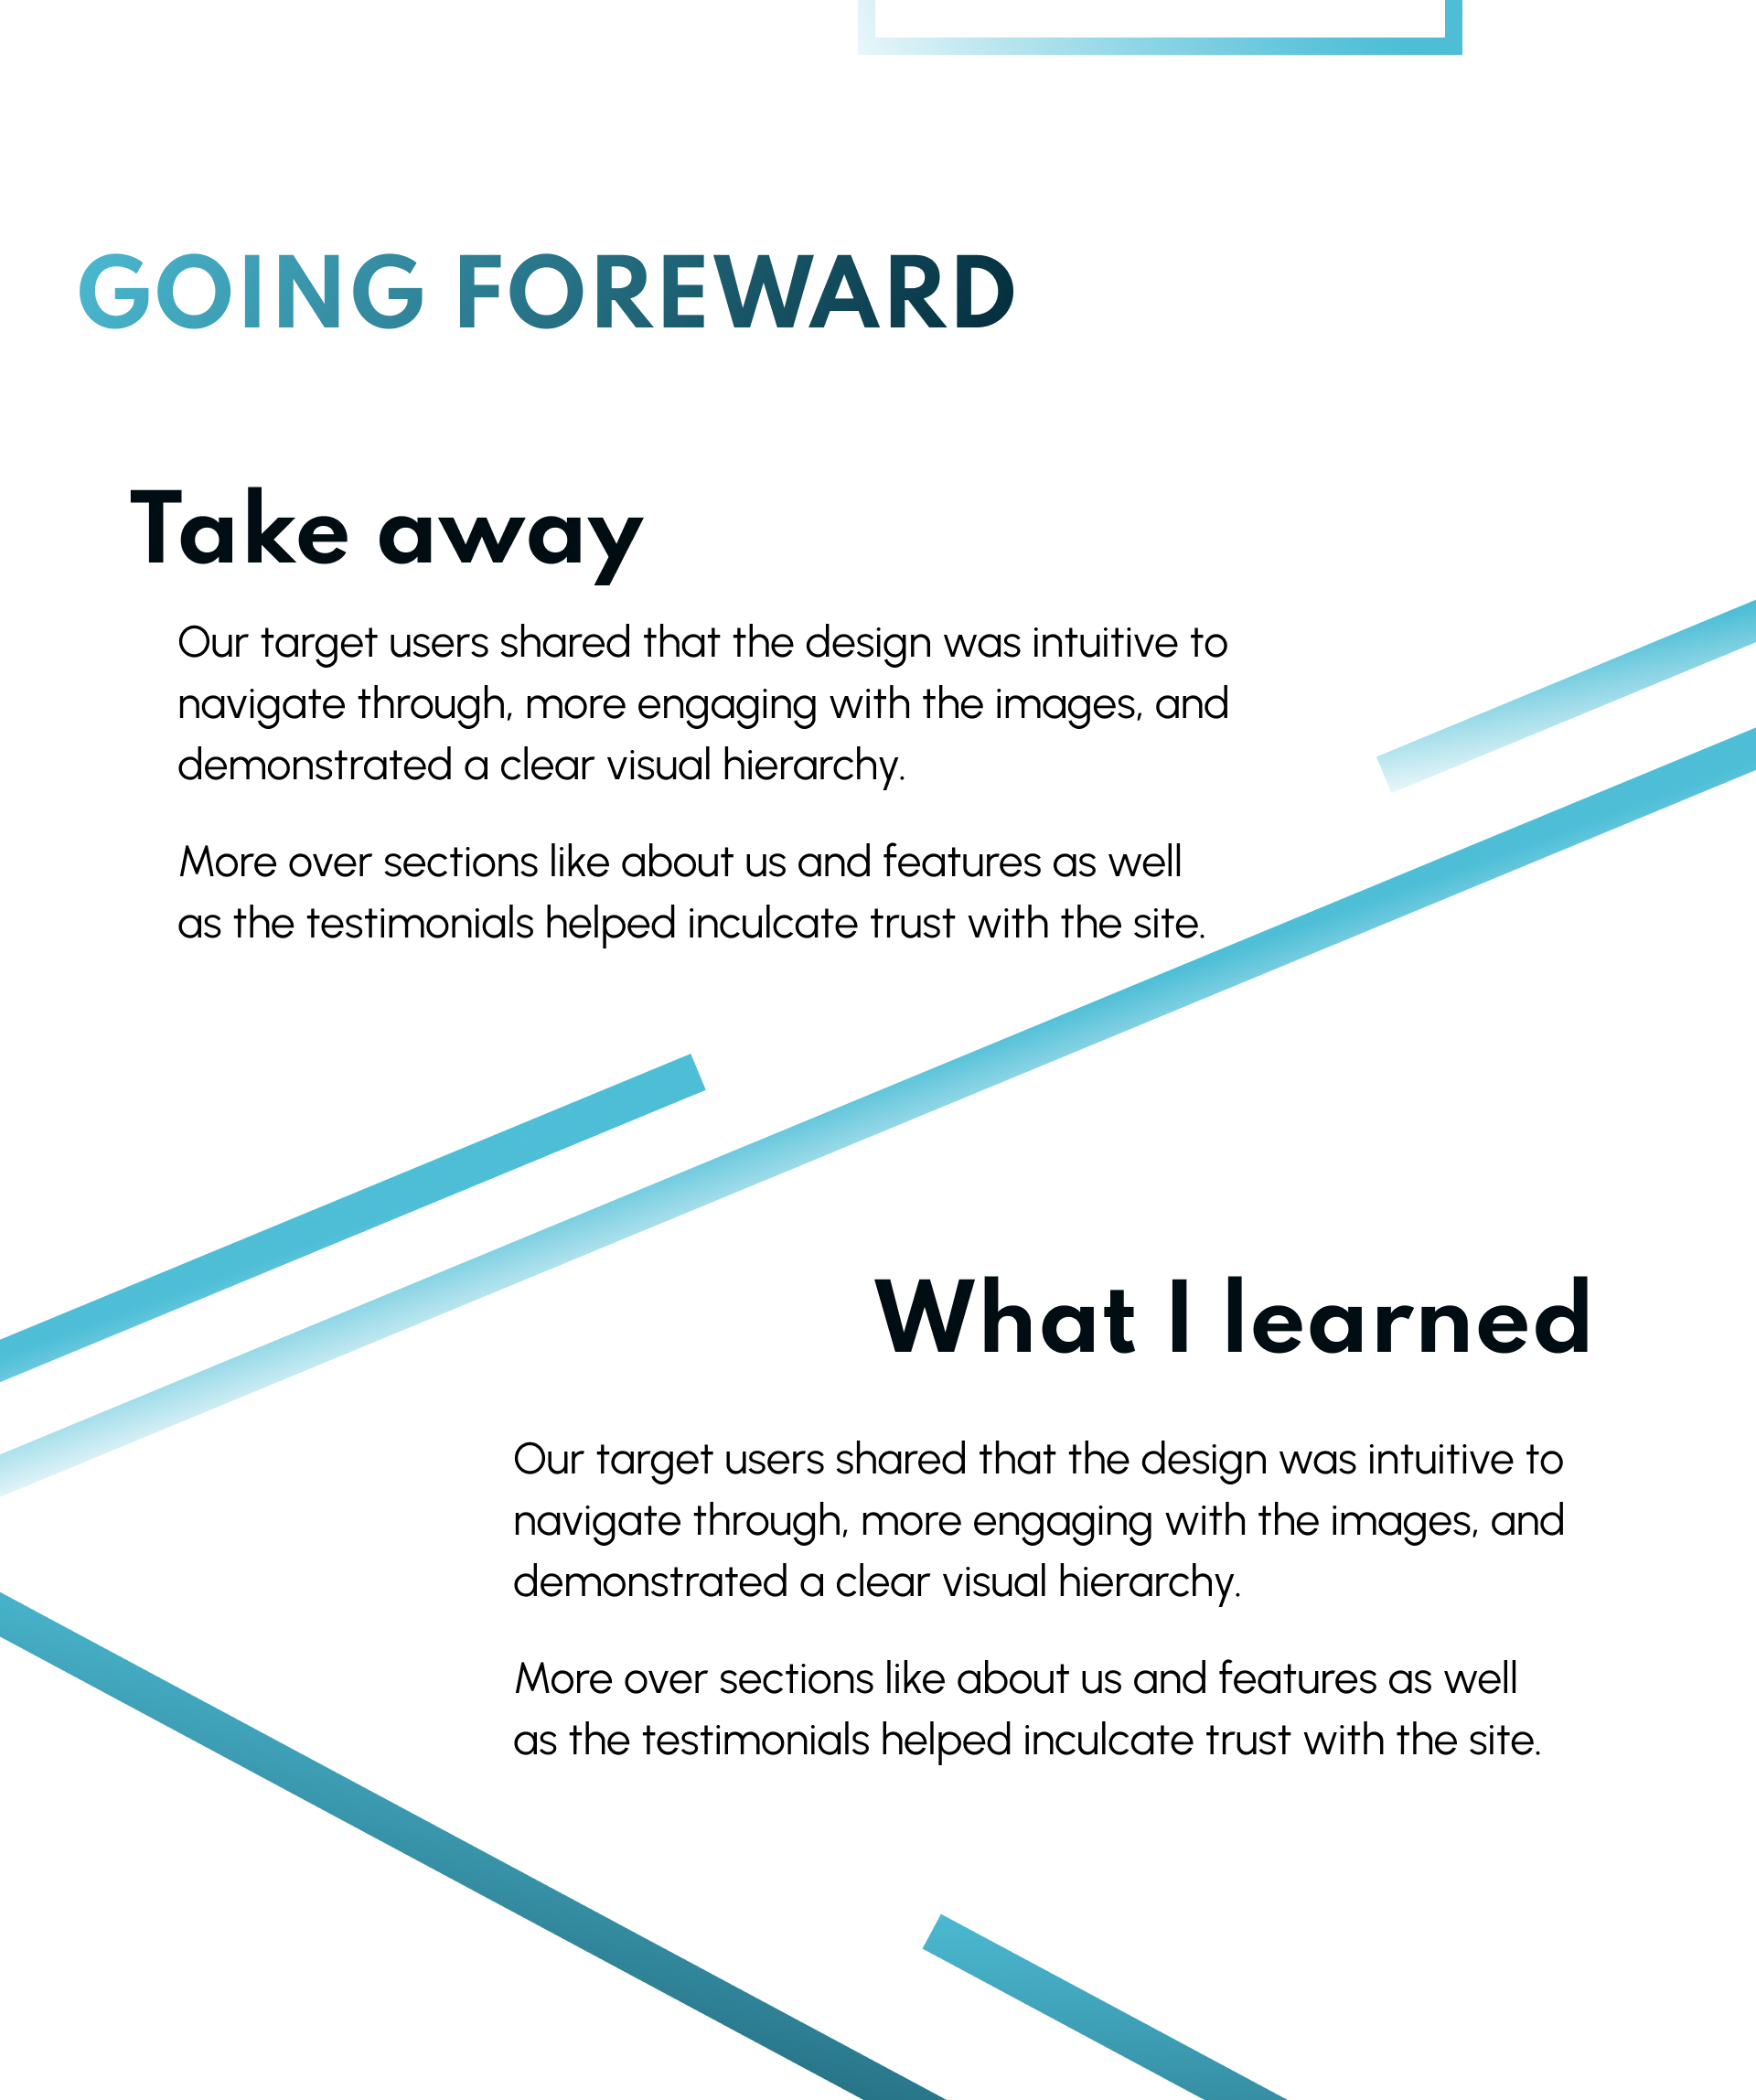 GOING FOREWARD
Take away
Our target users shared that the design was intuitive to
navigate through, more engaging with the images, and
demonstrated a clear visual hierarchy.
More over sections like about us and features as well
as the testimonials helped inculcate trust with the site.
What I learned
Our target users shared that the design was intuitive to
navigate through, more engaging with the images, and
demonstrated a clear visual hierarchy.
More over sections like about us and features as well
as the testimonials helped inculcate trust with the site.